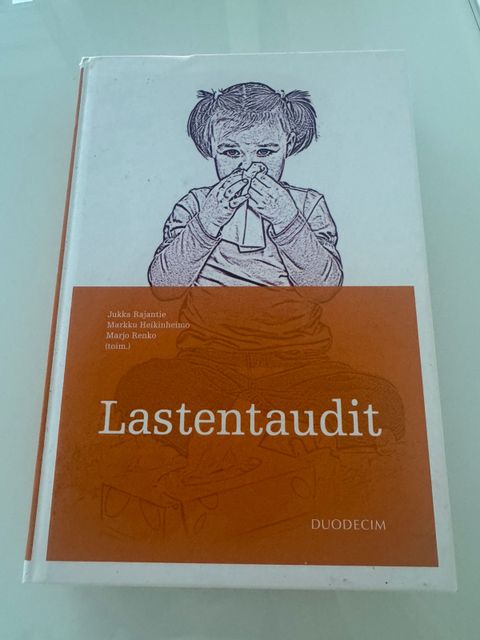 Jukka Rajantie
Markku Heikinheimo
Marjo Renko
(toim.)
Lastentaudit
DUODECIM